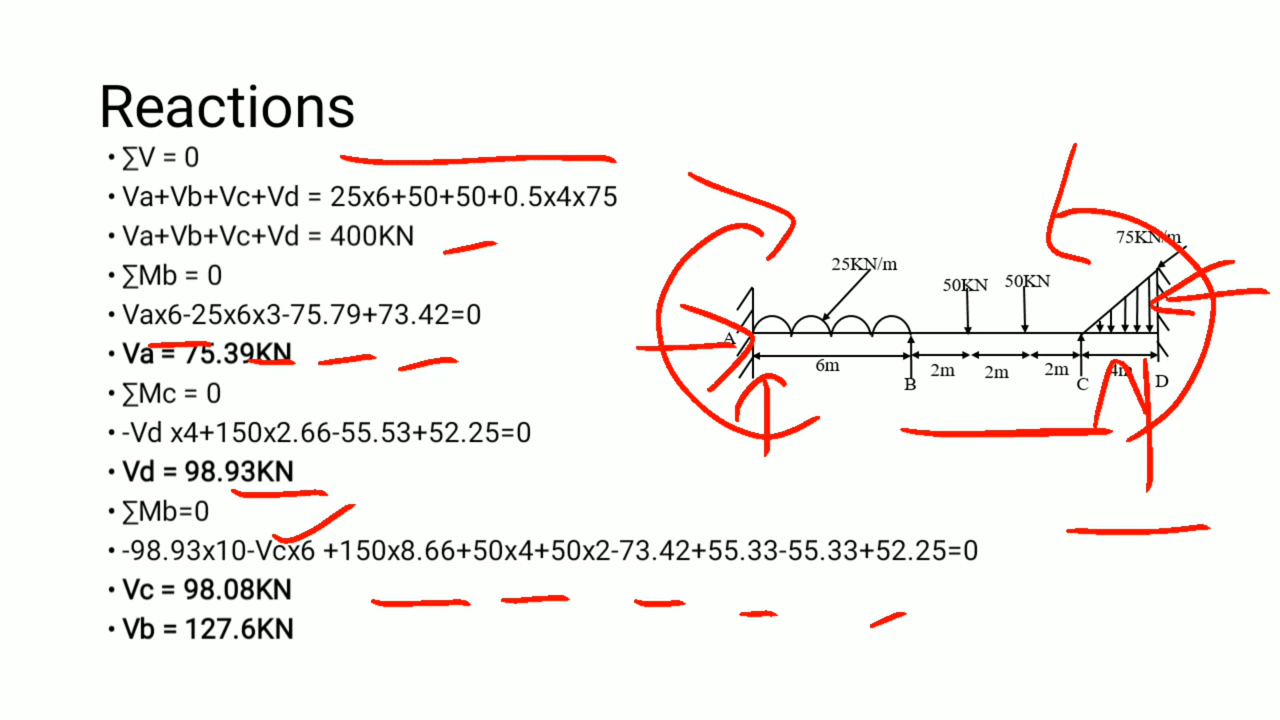 Reactions
• ∑V = 0
• Va+Vb+Vc+Vd = 25x6+50+50+0.5x4x75
• Va+Vb+Vc+Vd = 400KN
• ∑Mb = 0
• Vax6-25x6x3-75.79+73.42=0
• Va = 75.39KN
• ∑Mc = 0
• -Vd x4+150x2.66-55.53+52.25=0
• Vd = 98.93KN
• ∑Mb=0
• -98.93x10-Vcx6 +150x8.66+50x4+50x2-73.42+55.33-55.33+52.25=0
• Vc = 98.08KN
• Vb = 127.6KN
75KN/m
25KN/m
50KN 50KN
A
6m 2m 2m 2m 4m
B C D